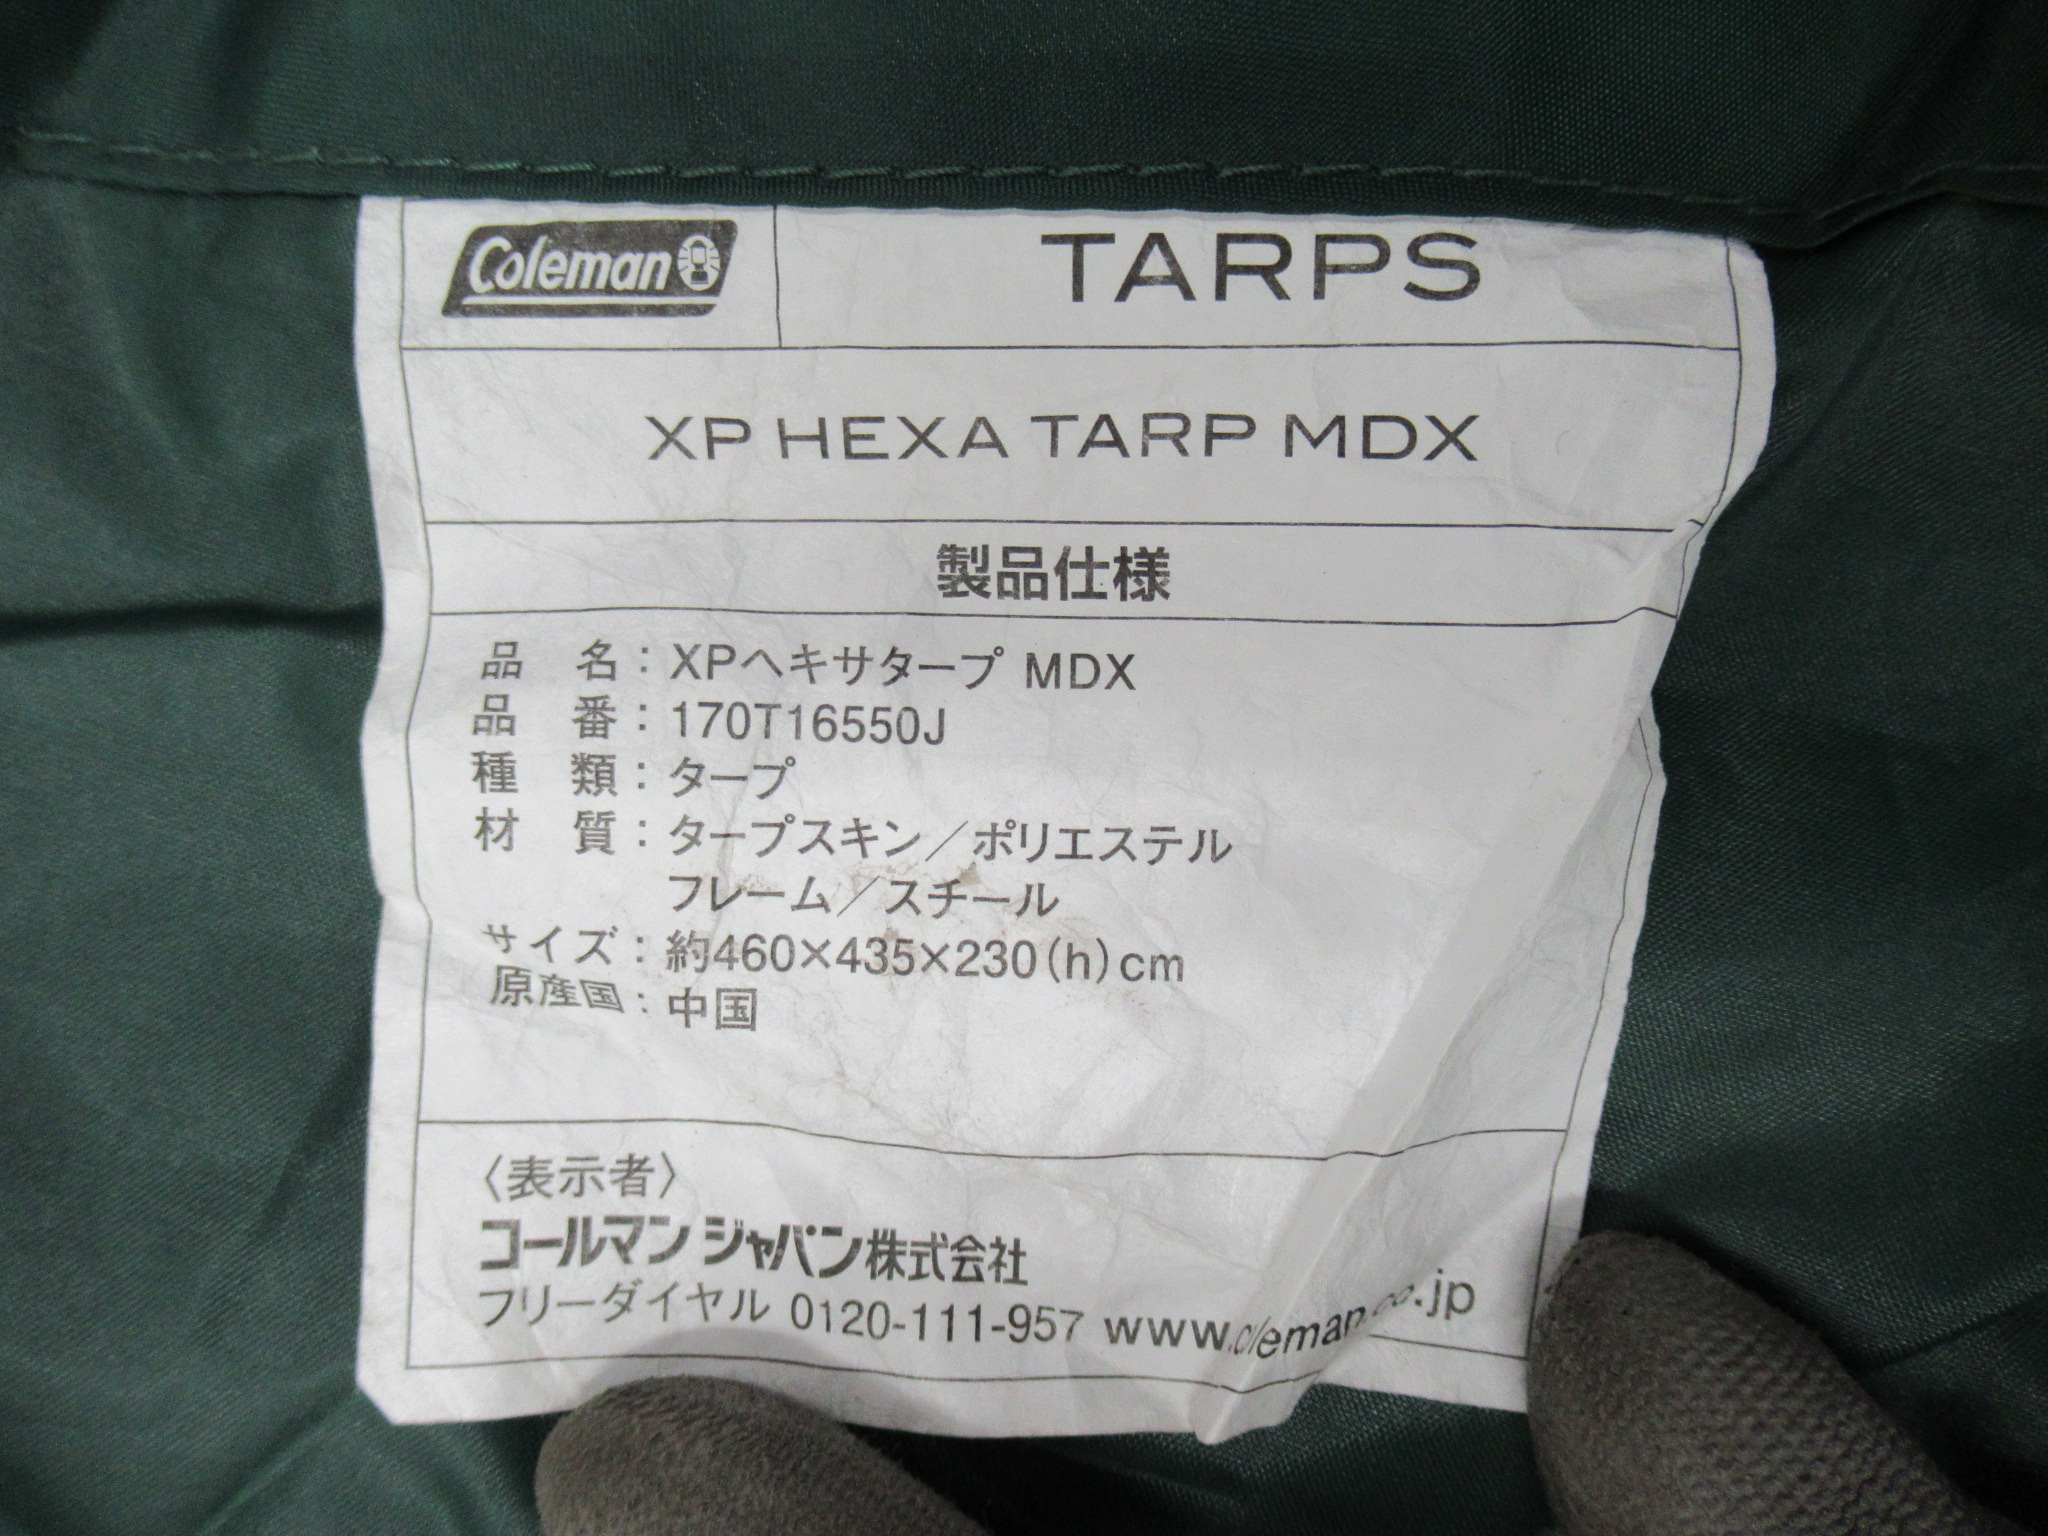 Coleman
TARPS
XP HEXA TARP MDX
製品仕様
品 名：XPヘキサタープ MDX
品 番：170T16550J
種 類：タープ
材 質：タープスキン／ポリエステル
フレーム／スチール
サイズ：約460×435×230(h)cm
原産国：中国
〈表示者〉
コールマン ジャパン株式会社
フリーダイヤル 0120-111-957 www.coleman.co.jp